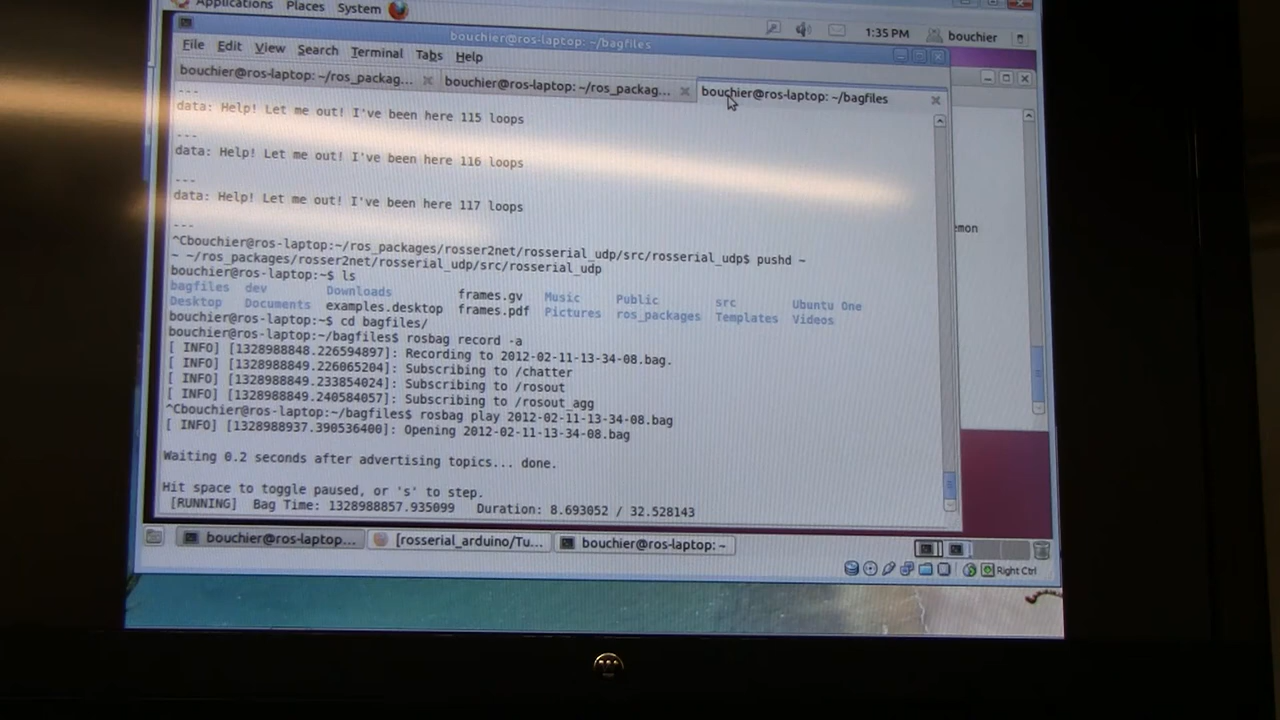 Applications Places System
1:35 PM bouchier
bouchier@ros-laptop: ~/bagfiles
File Edit View Search Terminal Tabs Help
bouchier@ros-laptop: ~/ros_packag... bouchier@ros-laptop: ~/ros_packag... bouchier@ros-laptop: ~/bagfiles
---
data: Help! Let me out! I've been here 115 loops
---
data: Help! Let me out! I've been here 116 loops
---
data: Help! Let me out! I've been here 117 loops
---
^Cbouchier@ros-laptop:~/ros_packages/rosser2net/rosserial_udp/src/rosserial_udp$ pushd ~
~ ~/ros_packages/rosser2net/rosserial_udp/src/rosserial_udp
bouchier@ros-laptop:~$ ls
bagfiles dev Downloads frames.gv Music Public src Ubuntu One
Desktop Documents examples.desktop frames.pdf Pictures ros_packages Templates Videos
bouchier@ros-laptop:~$ cd bagfiles/
bouchier@ros-laptop:~/bagfiles$ rosbag record -a
[ INFO] [1328988848.226594897]: Recording to 2012-02-11-13-34-08.bag.
[ INFO] [1328988849.226065204]: Subscribing to /chatter
[ INFO] [1328988849.233854024]: Subscribing to /rosout
[ INFO] [1328988849.240584057]: Subscribing to /rosout_agg
^Cbouchier@ros-laptop:~/bagfiles$ rosbag play 2012-02-11-13-34-08.bag
[ INFO] [1328988937.390536400]: Opening 2012-02-11-13-34-08.bag
Waiting 0.2 seconds after advertising topics... done.
Hit space to toggle paused, or 's' to step.
[RUNNING] Bag Time: 1328988857.935099 Duration: 8.693052 / 32.528143
emon
bouchier@ros-laptop... [rosserial_arduino/Tu... bouchier@ros-laptop: ~
Right Ctrl